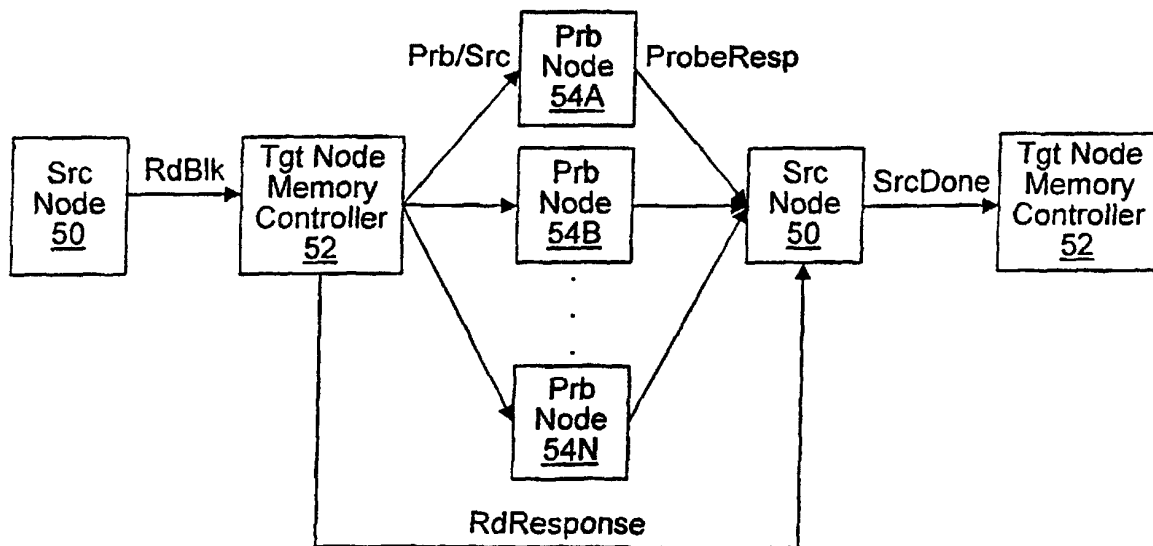 Src
Node
50
RdBlk
Tgt Node
Memory
Controller
52
Prb/Src
Prb
Node
54A
ProbeResp
Prb
Node
54B
Prb
Node
54N
Src
Node
50
SrcDone
Tgt Node
Memory
Controller
52
RdResponse